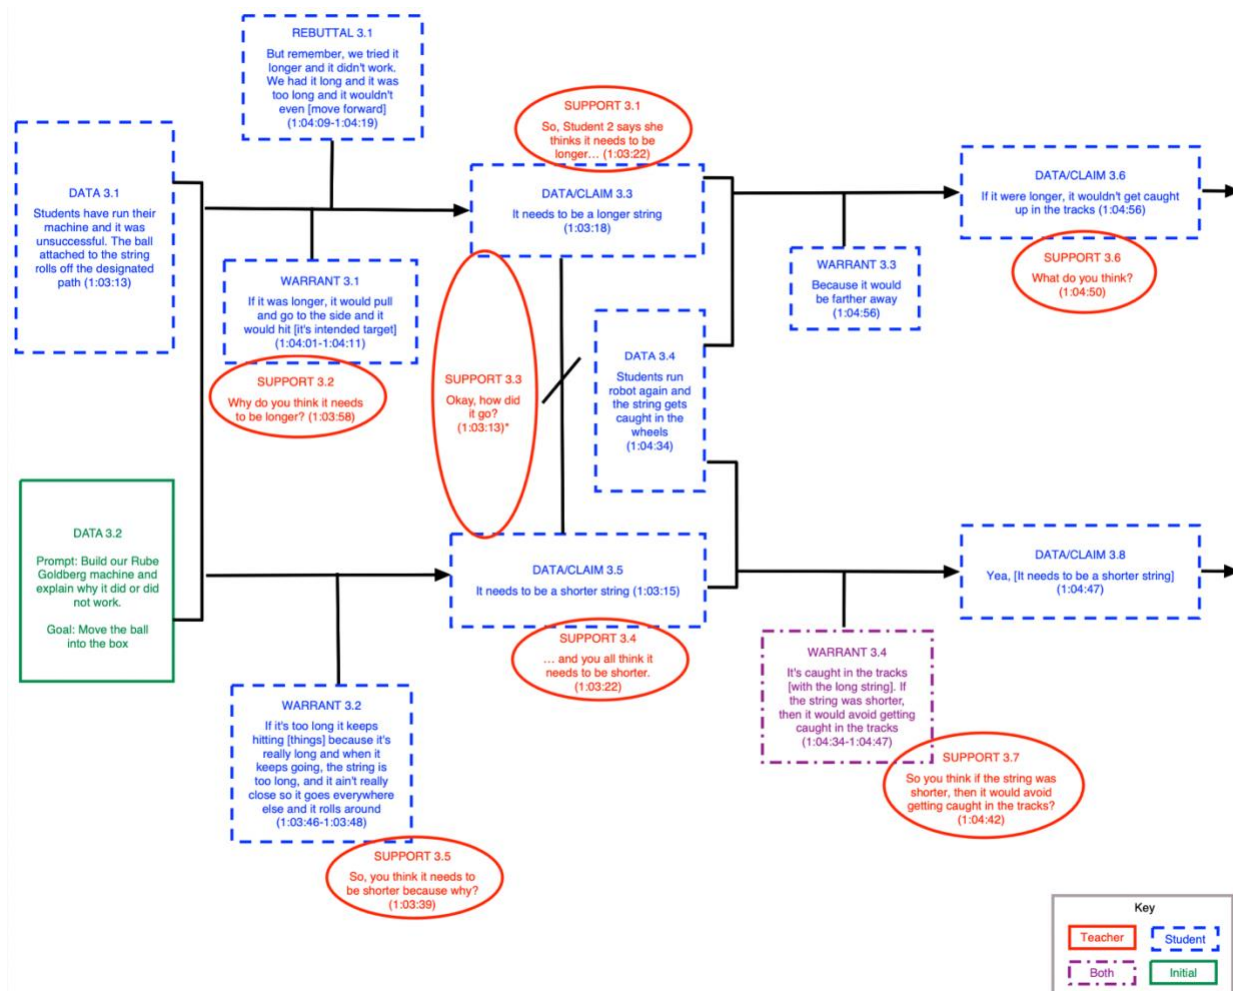 REBUTTAL 3.1
But remember, we tried it
longer and it didn't work.
We had it long and it was
too long and it wouldn't
even [move forward]
(1:04:09-1:04:19)
SUPPORT 3.1
So, Student 2 says she
thinks it needs to be
longer... (1:03:22)
DATA 3.1
Students have run their
machine and it was
unsuccessful. The ball
attached to the string
rolls off the designated
path (1:03:13)
DATA/CLAIM 3.3
It needs to be a longer string
(1:03:18)
DATA/CLAIM 3.6
If it were longer, it wouldn't get caught
up in the tracks (1:04:56)
WARRANT 3.1
If it was longer, it would pull
and go to the side and it
would hit [it's intended target]
(1:04:01-1:04:11)
WARRANT 3.3
Because it would
be farther away
(1:04:56)
SUPPORT 3.6
What do you think?
(1:04:50)
SUPPORT 3.2
Why do you think it needs
to be longer? (1:03:58)
SUPPORT 3.3
Okay, how did
it go?
(1:03:13)*
DATA 3.4
Students run
robot again and
the string gets
caught in the
wheels
(1:04:34)
DATA 3.2
Prompt: Build our Rube
Goldberg machine and
explain why it did or did
not work.
Goal: Move the ball
into the box
DATA/CLAIM 3.5
It needs to be a shorter string (1:03:15)
DATA/CLAIM 3.8
Yea, [It needs to be a shorter string]
(1:04:47)
SUPPORT 3.4
... and you all think it
needs to be shorter.
(1:03:22)
WARRANT 3.2
If it's too long it keeps
hitting [things] because it's
really long and when it
keeps going, the string is
too long, and it ain't really
close so it goes everywhere
else and it rolls around
(1:03:46-1:03:48)
WARRANT 3.4
It's caught in the tracks
[with the long string]. If
the string was shorter,
then it would avoid getting
caught in the tracks
(1:04:34-1:04:47)
SUPPORT 3.7
So you think if the string was
shorter, then it would avoid
getting caught in the tracks?
(1:04:42)
SUPPORT 3.5
So, you think it needs to
be shorter because why?
(1:03:39)
Key
Teacher
Student
Both
Initial